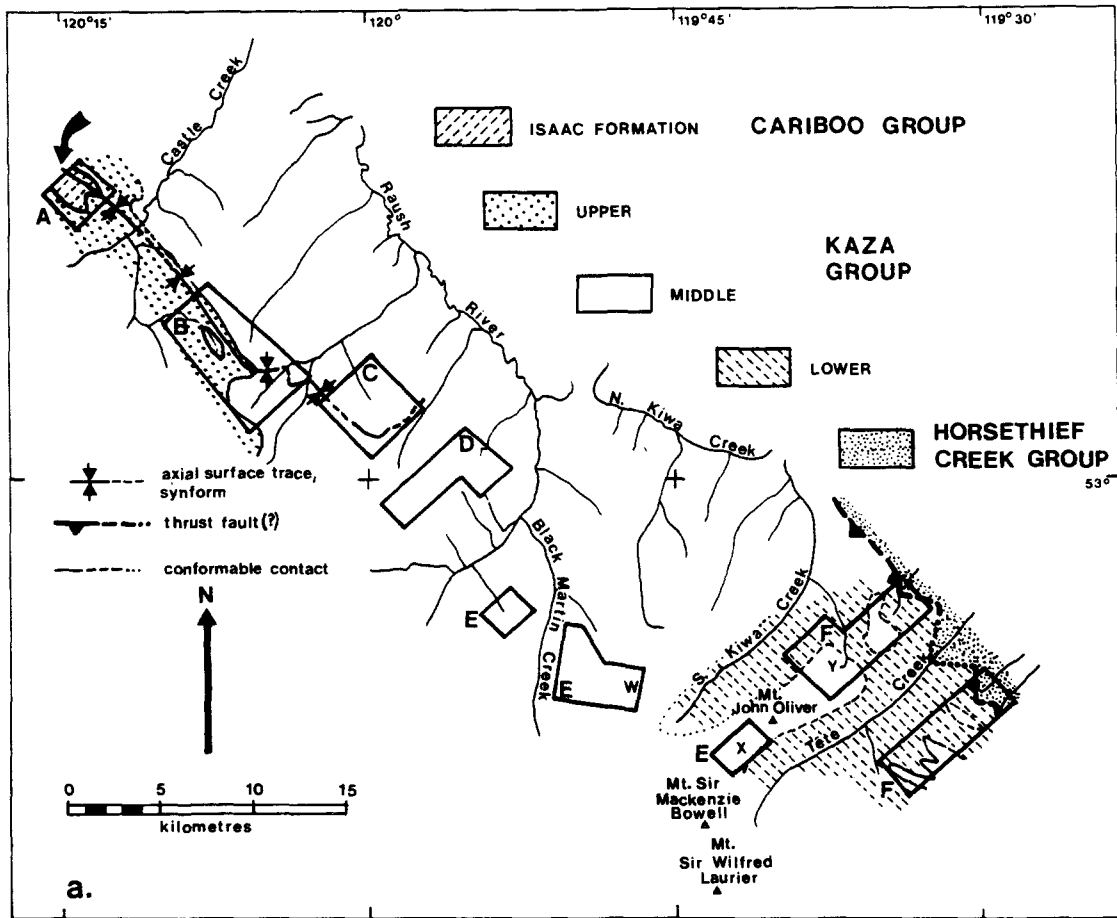 120°15'
120°
119°45'
119°30'
Castle Creek
ISAAC FORMATION
CARIBOO GROUP
A
Raush River
UPPER
KAZA
GROUP
MIDDLE
B
C
LOWER
N. Kiwa Creek
HORSETHIEF
CREEK GROUP
D
axial surface trace,
synform
53°
thrust fault(?)
Black Martin Creek
conformable contact
N
E
S. Kiwa Creek
F
Y
E
W
Mt.
John Oliver
Tête Creek
E
X
F
0 5 10 15
kilometres
Mt. Sir
Mackenzie
Bowell
Mt.
Sir Wilfred
Laurier
a.